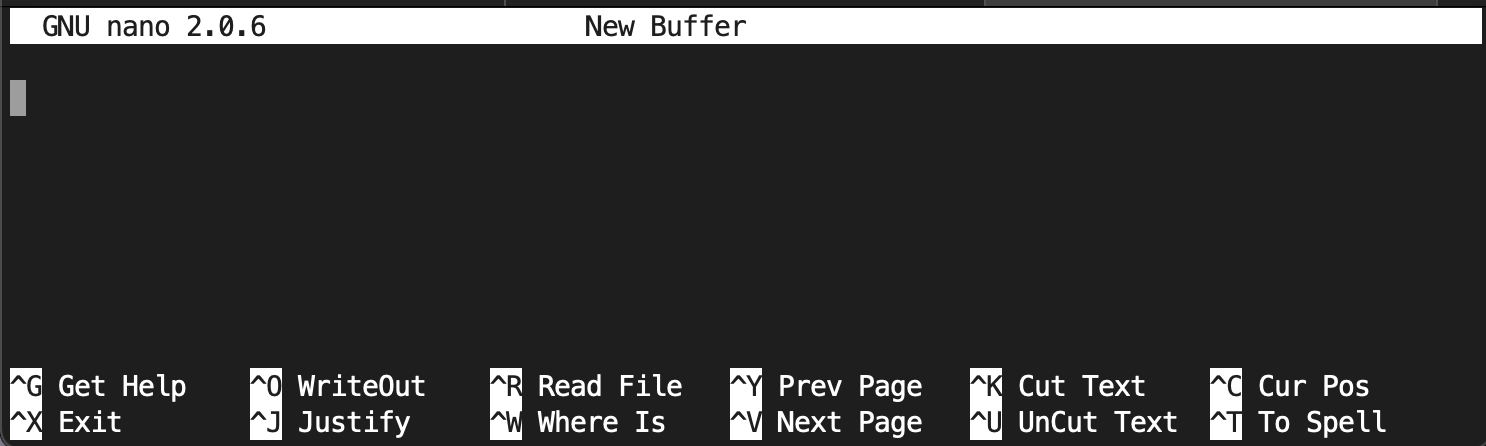 GNU nano 2.0.6 New Buffer
^G Get Help ^O WriteOut ^R Read File ^Y Prev Page ^K Cut Text ^C Cur Pos
^X Exit ^J Justify ^W Where Is ^V Next Page ^U UnCut Text ^T To Spell